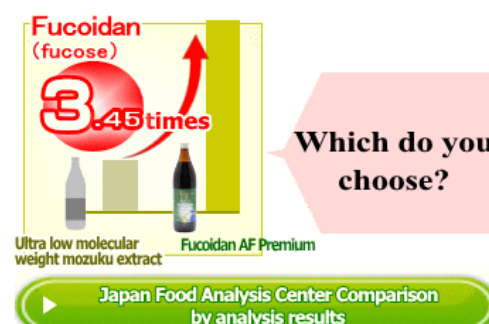 Fucoidan
(fucose)
3.45times
Which do you
choose?
Ultra low molecular
weight mozuku extract
Fucoidan AF Premium
Japan Food Analysis Center Comparison
by analysis results